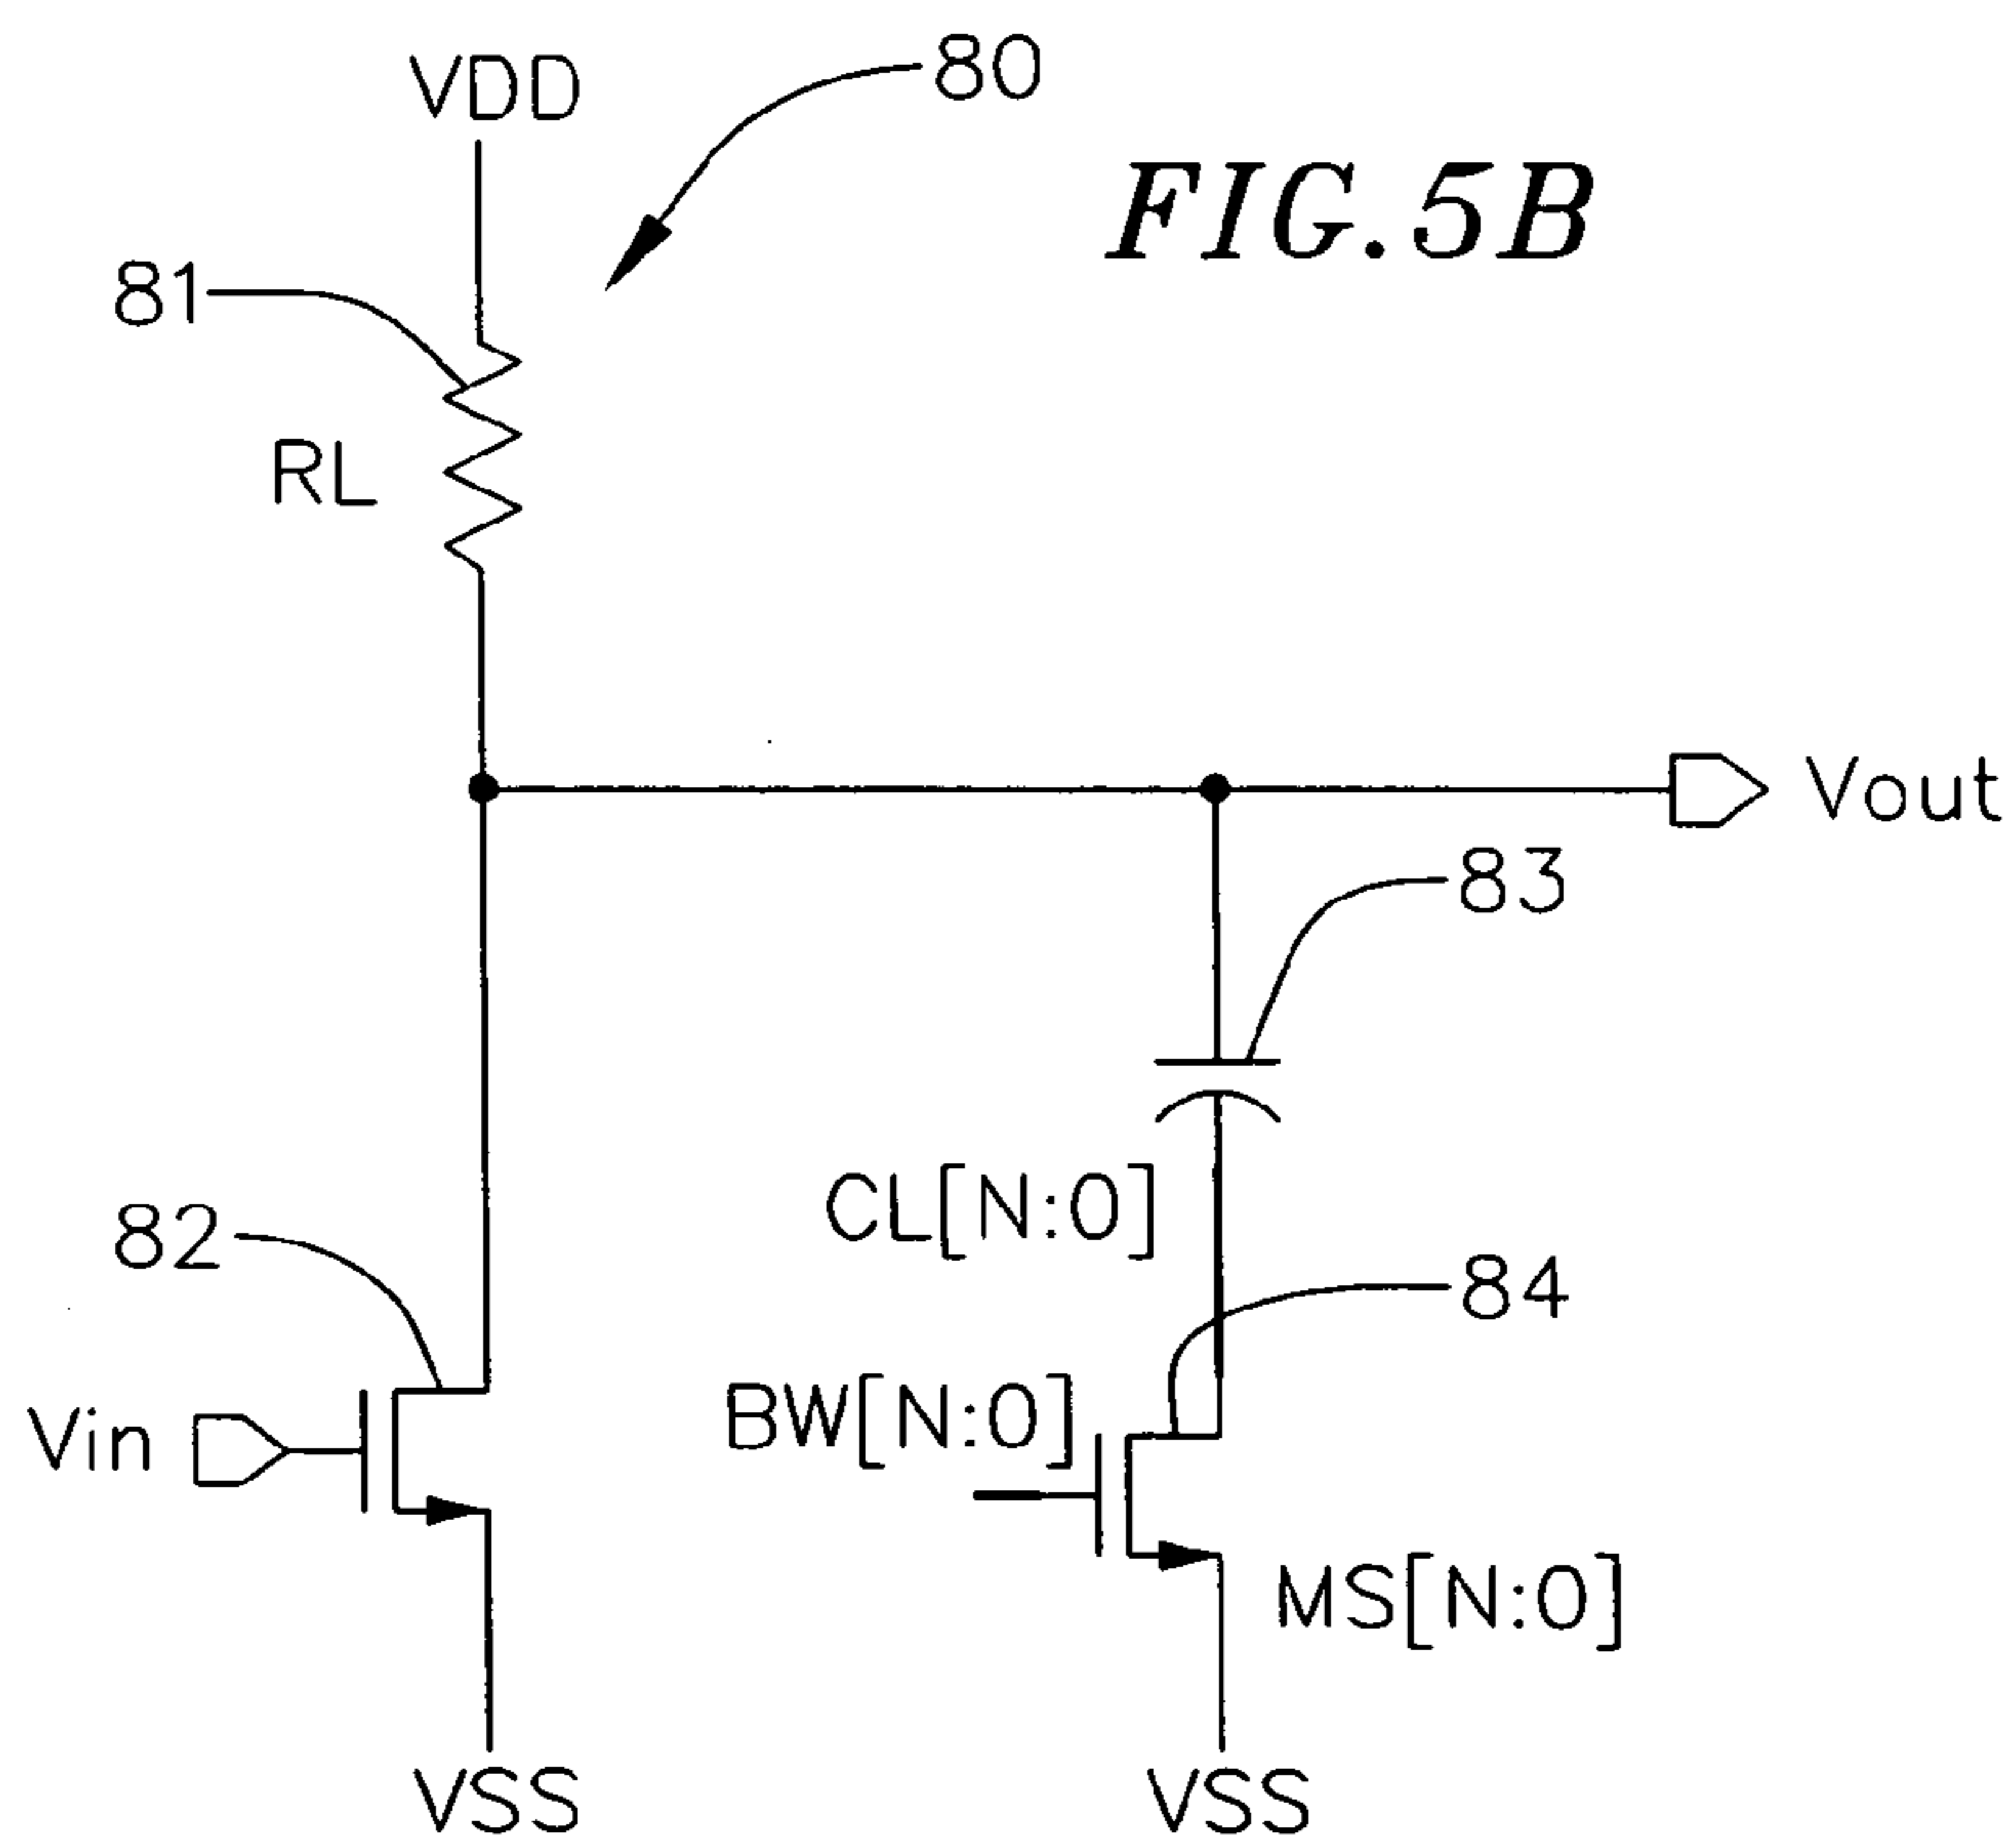 VDD
80
FIG. 5B
81
RL
Vout
83
CL[N:0]
82
84
BW[N:0]
Vin
MS[N:0]
VSS
VSS